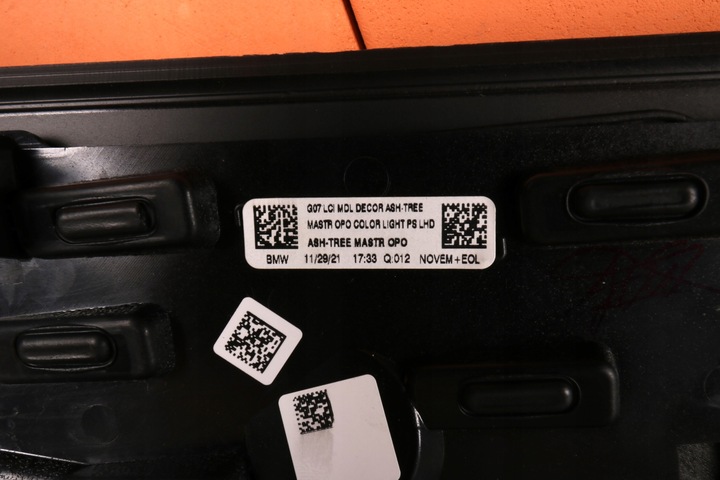 G07 LCI MDL DECOR ASH-TREE
MASTR OPO COLOR LIGHT PS LHD
ASH-TREE MASTR OPO
BMW 11/29/21 17:33 Q:012 NOVEM+EOL